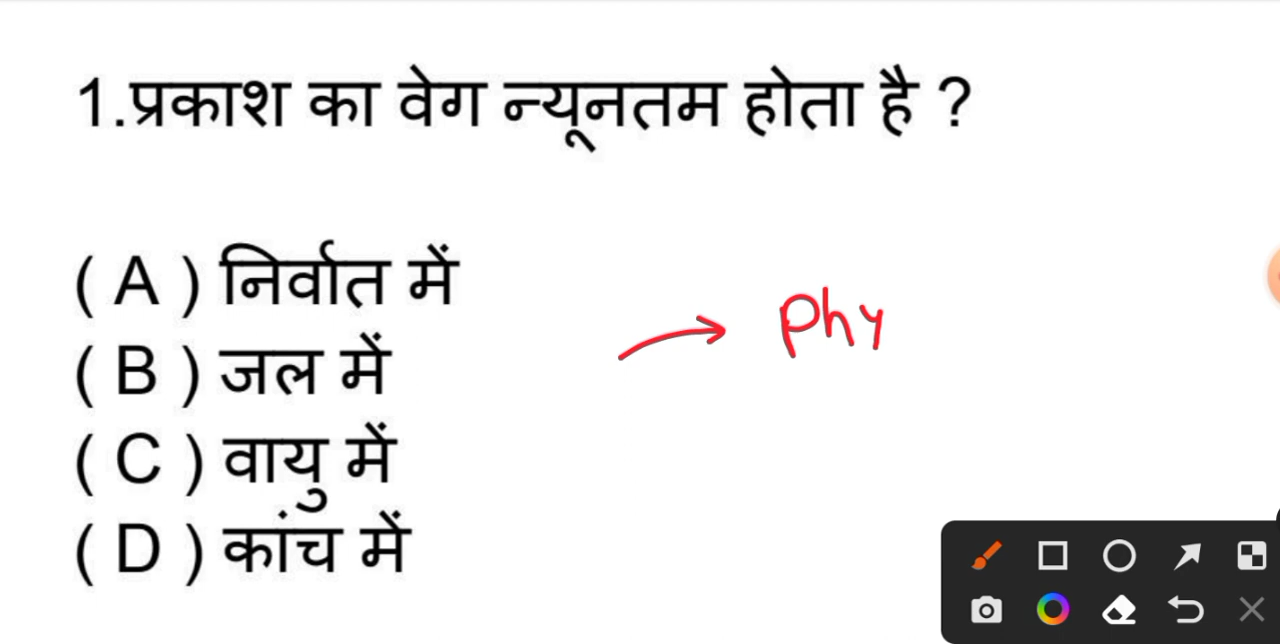 1.प्रकाश का वेग न्यूनतम होता है ?
( A ) निर्वात में
( B ) जल में
( C ) वायु में
( D ) कांच में
Phy